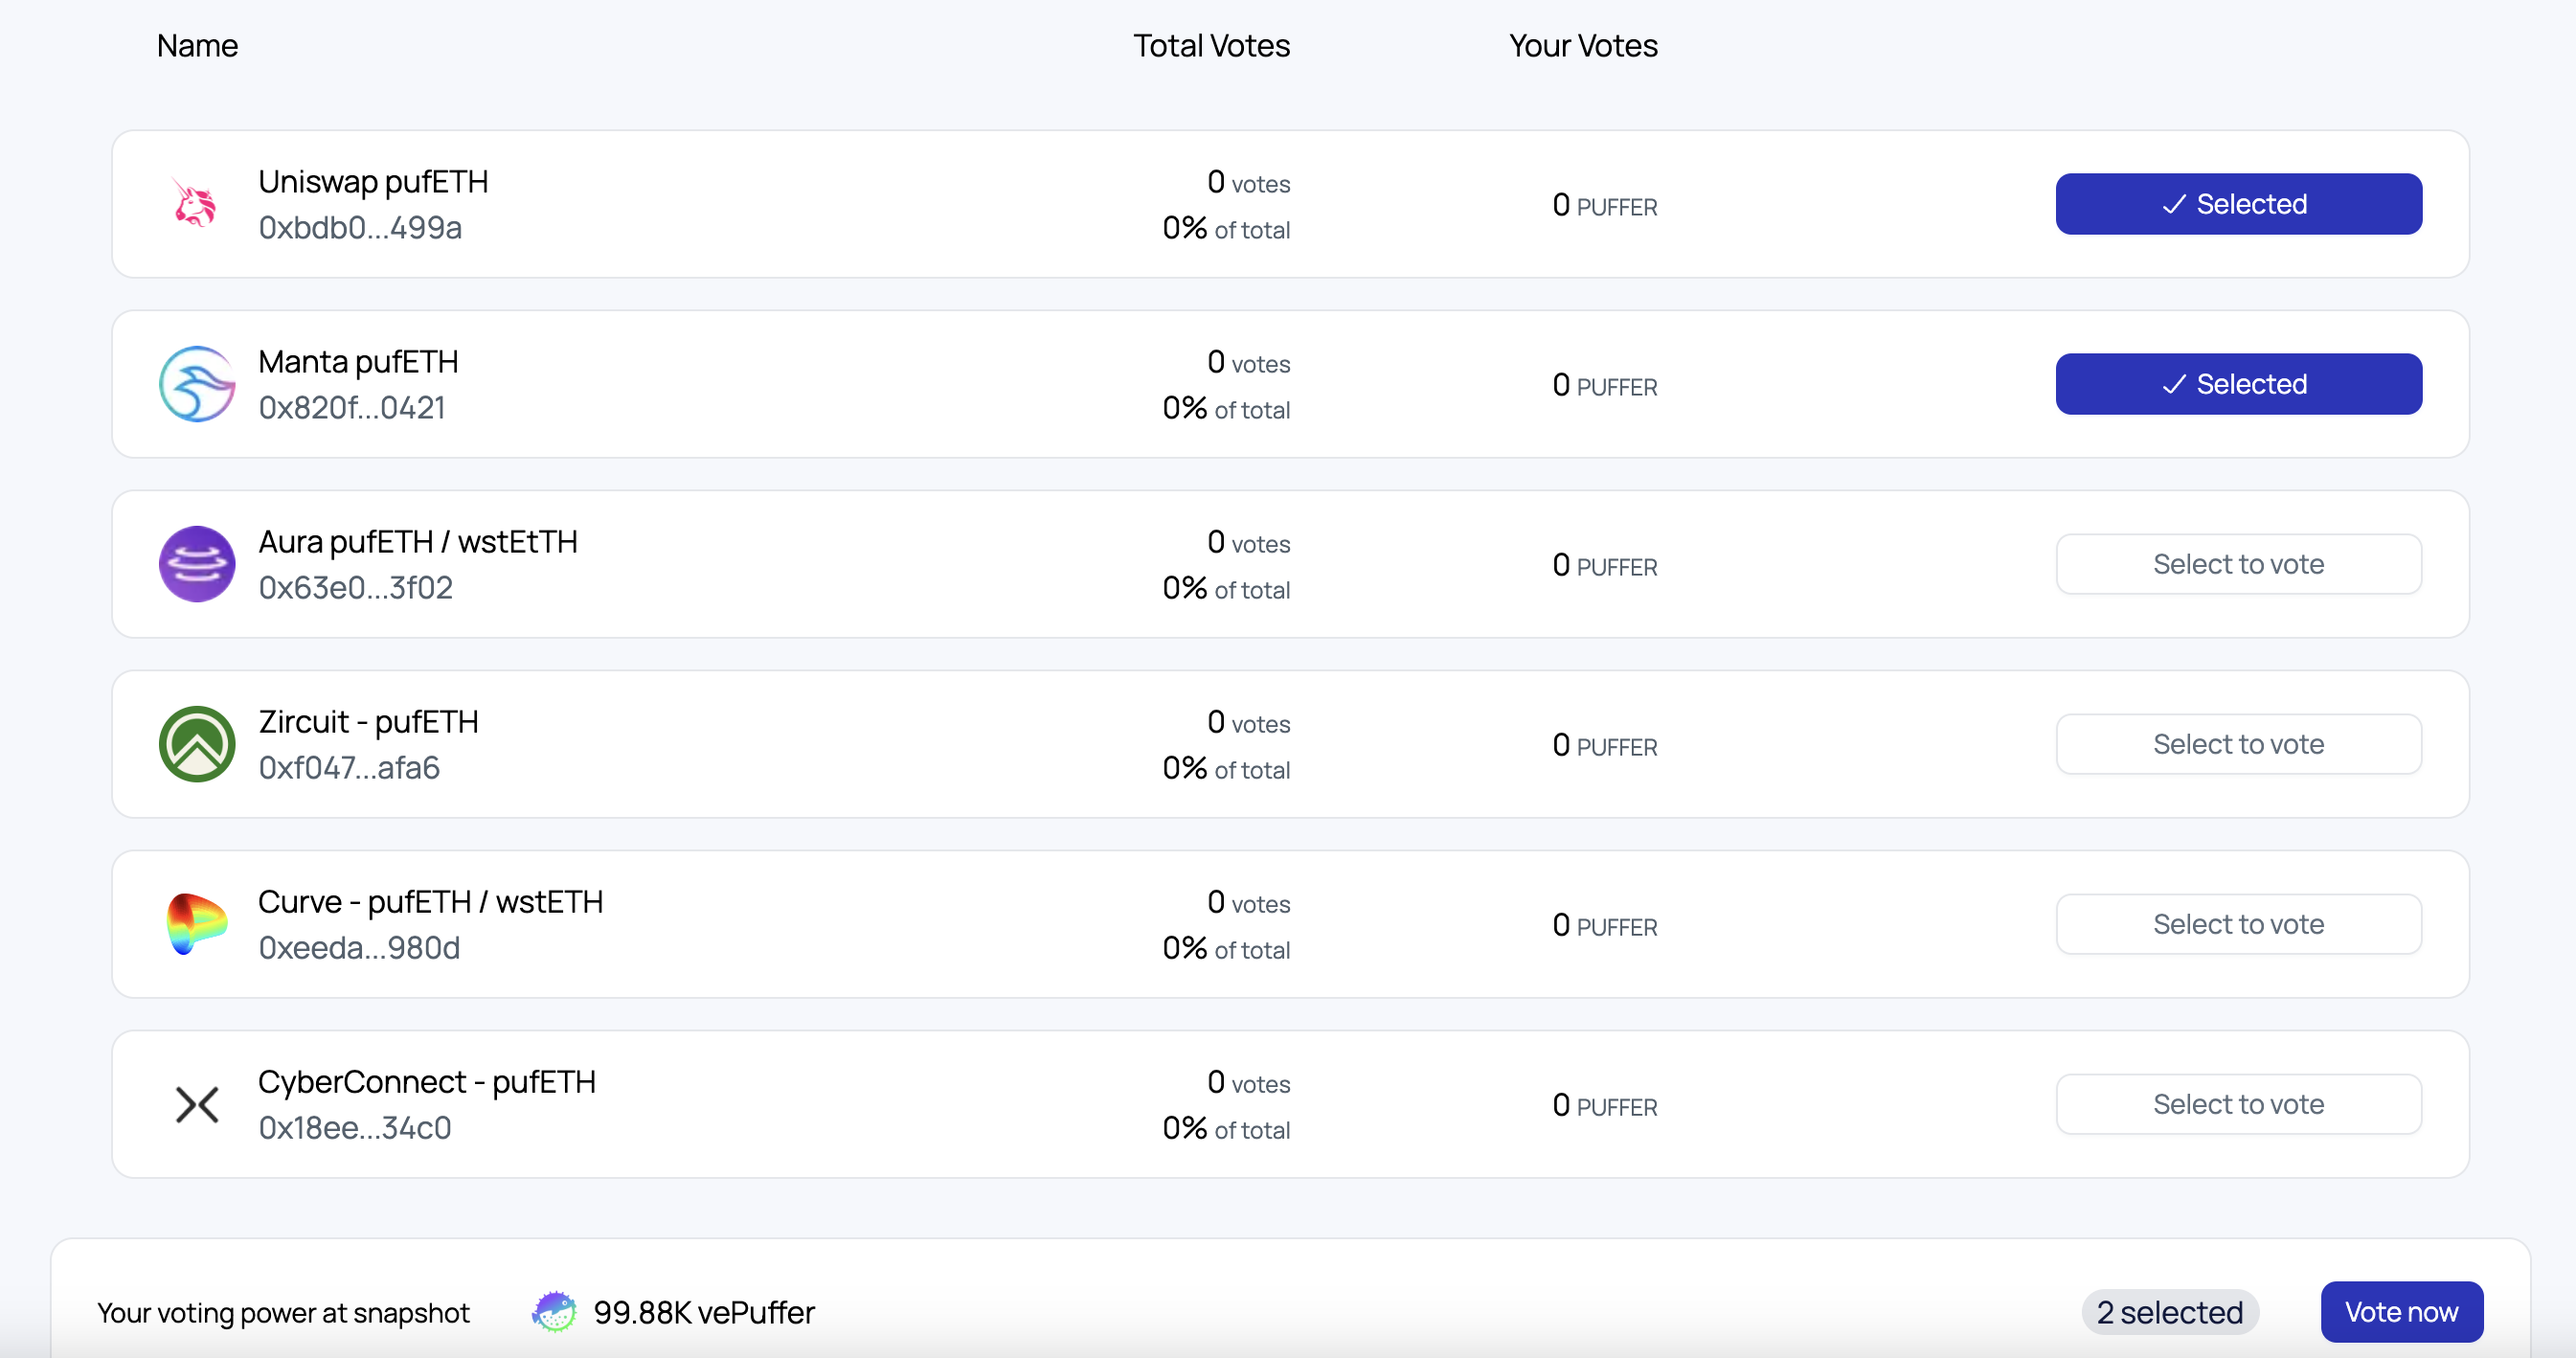 Name Total Votes Your Votes
Uniswap pufETH
0xbdb0...499a
0 votes
0% of total
0 PUFFER
✓ Selected
Manta pufETH
0x820f...0421
0 votes
0% of total
0 PUFFER
✓ Selected
Aura pufETH / wstEtTH
0x63e0...3f02
0 votes
0% of total
0 PUFFER
Select to vote
Zircuit - pufETH
0xf047...afa6
0 votes
0% of total
0 PUFFER
Select to vote
Curve - pufETH / wstETH
0xeeda...980d
0 votes
0% of total
0 PUFFER
Select to vote
CyberConnect - pufETH
0x18ee...34c0
0 votes
0% of total
0 PUFFER
Select to vote
Your voting power at snapshot 99.88K vePuffer 2 selected Vote now